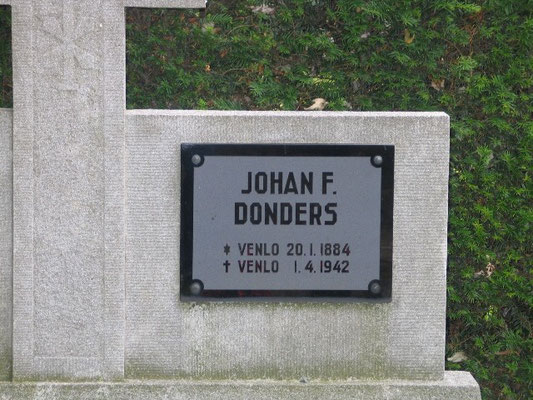 JOHAN F.
DONDERS
* VENLO 20.1.1884
† VENLO 1.4.1942